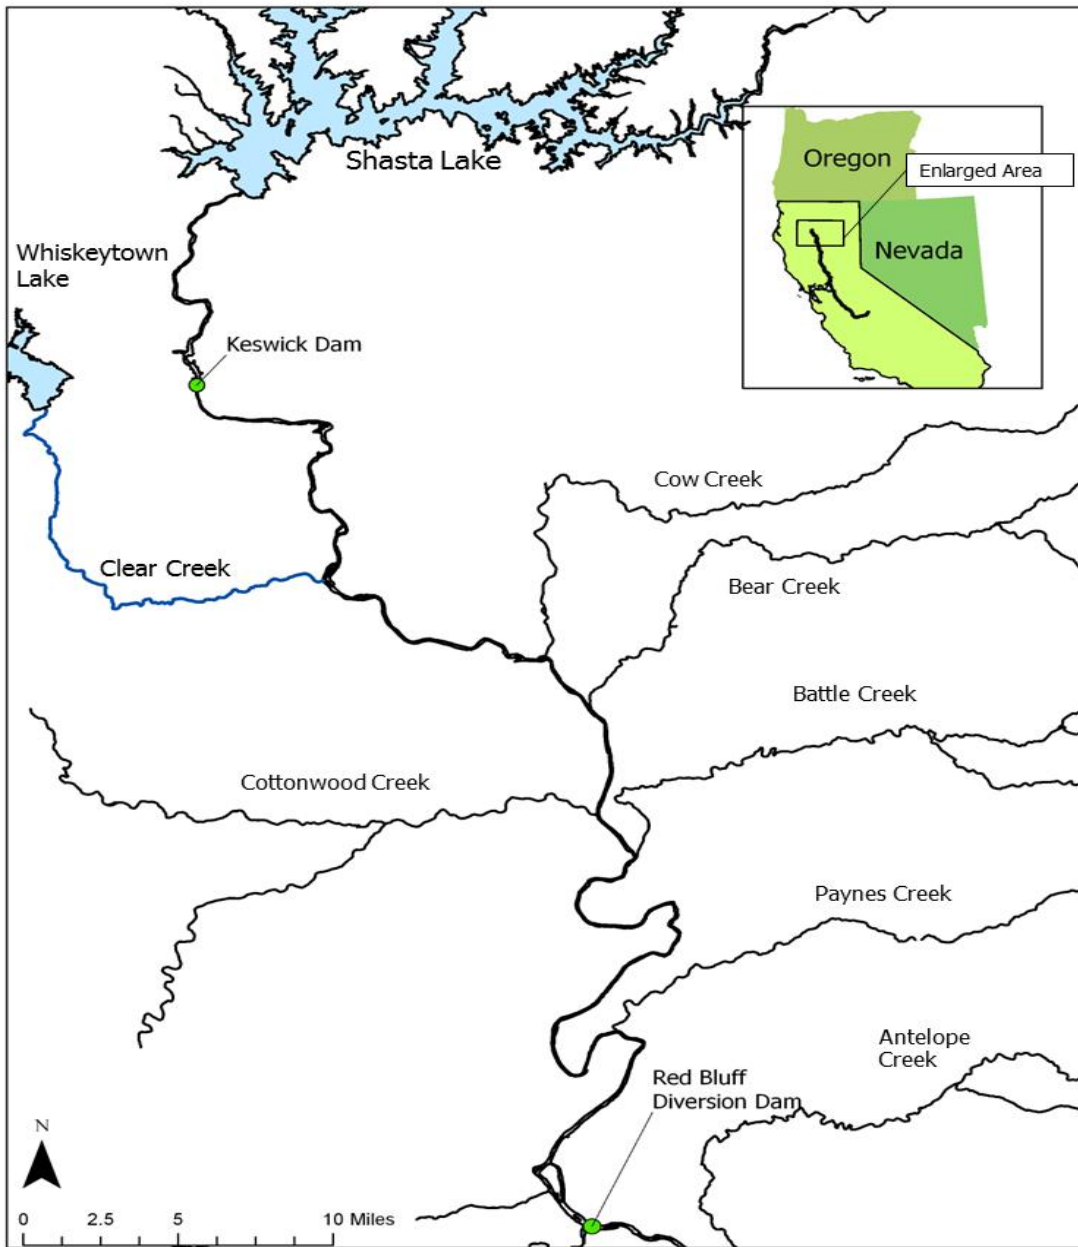 Shasta Lake
Oregon
Enlarged Area
Nevada
Whiskeytown
Lake
Keswick Dam
Cow Creek
Clear Creek
Bear Creek
Battle Creek
Cottonwood Creek
Paynes Creek
Antelope
Creek
Red Bluff
Diversion Dam
N
0 2.5 5 10 Miles